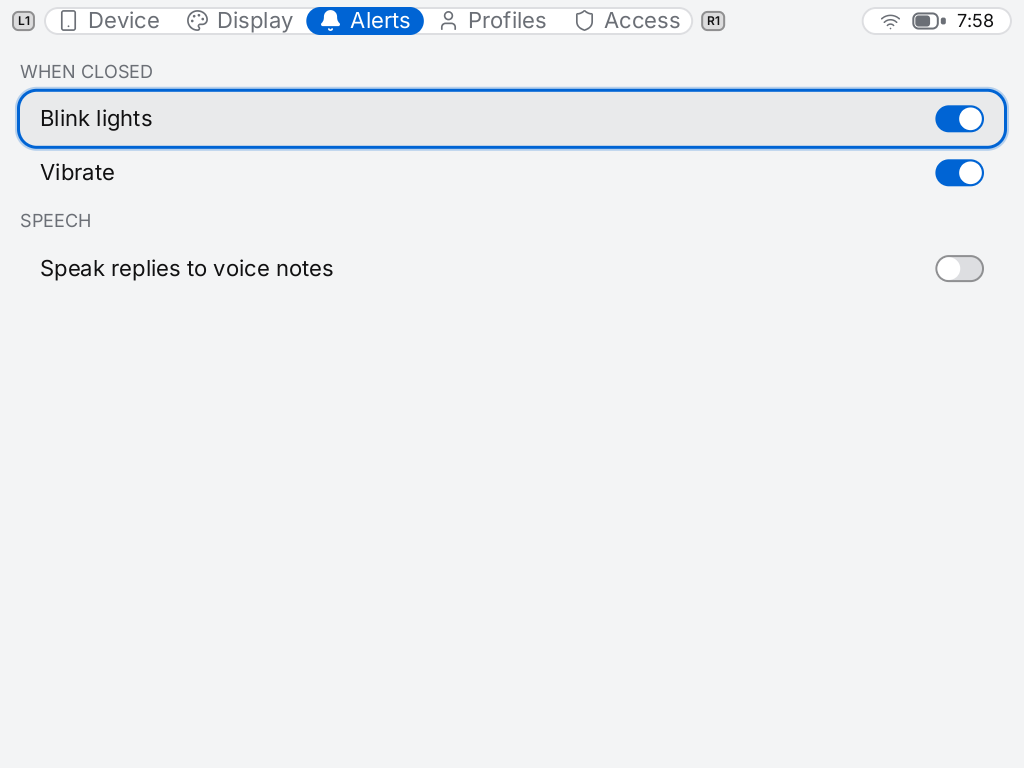 L1 Device Display Alerts Profiles Access R1 7:58
WHEN CLOSED
Blink lights
Vibrate
SPEECH
Speak replies to voice notes